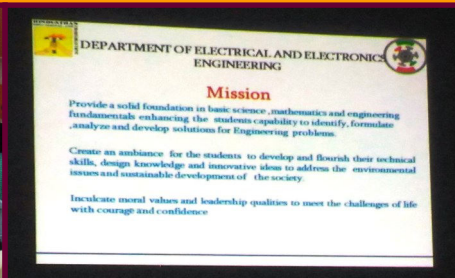 DEPARTMENT OF ELECTRICAL AND ELECTRONICS
ENGINEERING
Mission
Provide a solid foundation in basic science ,mathematics and engineering
fundamentals enhancing the students capability to identify, formulate
,analyze and develop solutions for Engineering problems.
Create an ambiance for the students to develop and flourish their technical
skills, design knowledge and innovative ideas to address the environmental
issues and sustainable development of the society.
Inculcate moral values and leadership qualities to meet the challenges of life
with courage and confidence